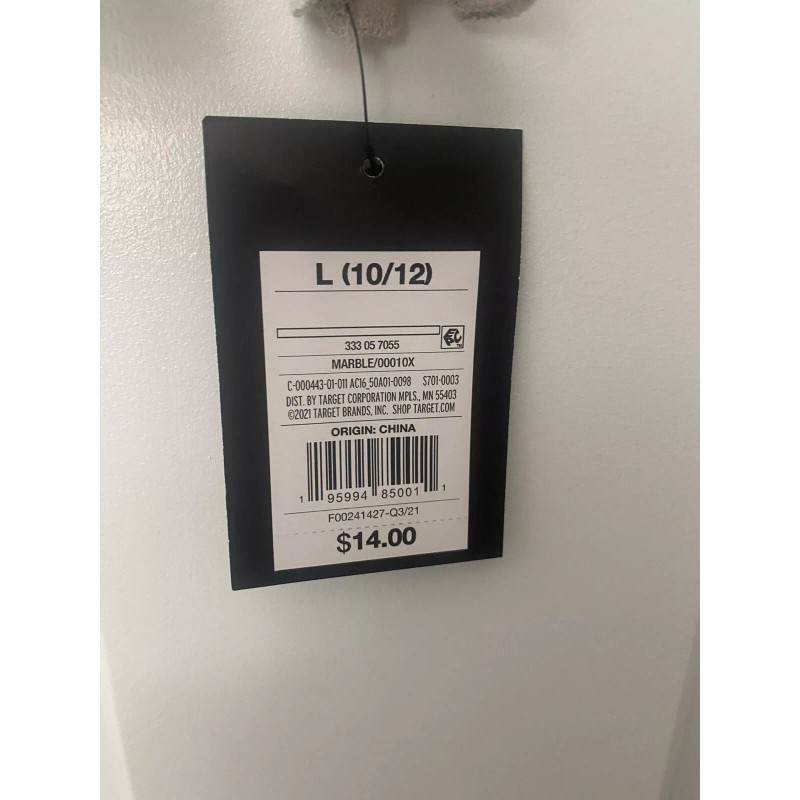 L (10/12)
333 05 7055
MARBLE/00010X
C-000443-01-011 AC16_50A01-0098 S701-0003
DIST. BY TARGET CORPORATION MPLS., MN 55403
©2021 TARGET BRANDS, INC. SHOP TARGET.COM
ORIGIN: CHINA
1 95994 85001 1
F00241427-Q3/21
$14.00